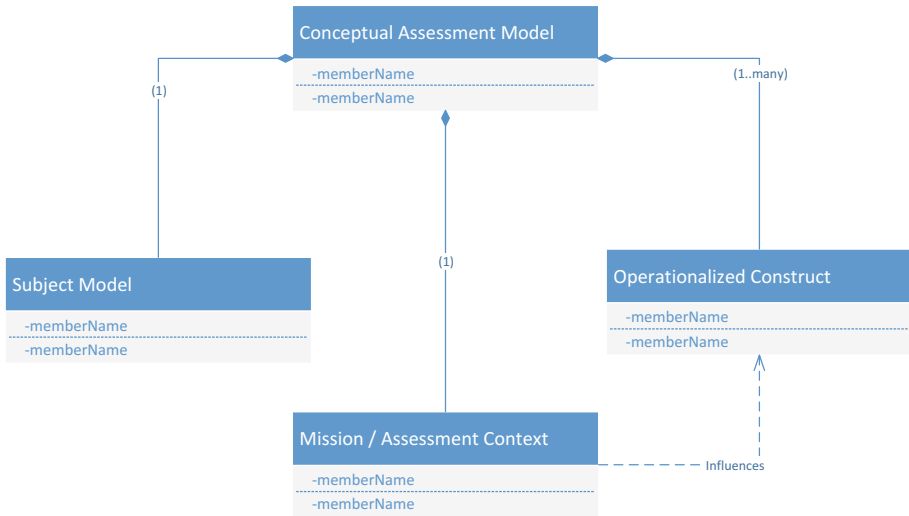 Conceptual Assessment Model
-memberName
-memberName
(1)
(1..many)
(1)
Subject Model
-memberName
-memberName
Operationalized Construct
-memberName
-memberName
Mission / Assessment Context
-memberName
-memberName
Influences